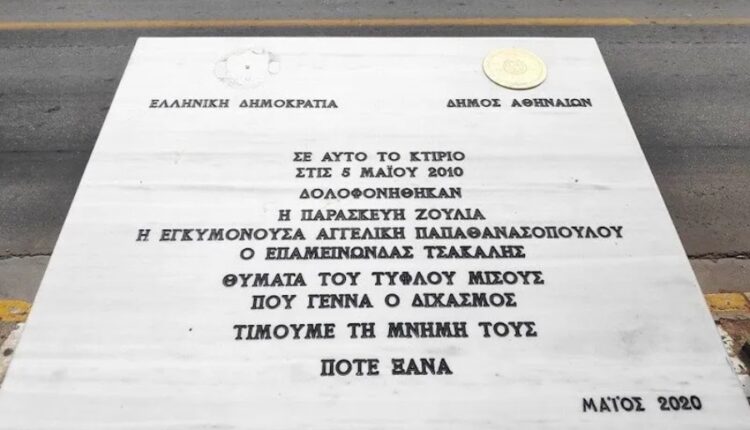 ΕΛΛΗΝΙΚΗ ΔΗΜΟΚΡΑΤΙΑ
ΔΗΜΟΣ ΑΘΗΝΑΙΩΝ
ΣΕ ΑΥΤΟ ΤΟ ΚΤΙΡΙΟ
ΣΤΙΣ 5 ΜΑΪΟΥ 2010
ΔΟΛΟΦΟΝΗΘΗΚΑΝ
Η ΠΑΡΑΣΚΕΥΗ ΖΟΥΛΙΑ
Η ΕΓΚΥΜΟΝΟΥΣΑ ΑΓΓΕΛΙΚΗ ΠΑΠΑΘΑΝΑΣΟΠΟΥΛΟΥ
Ο ΕΠΑΜΕΙΝΩΝΔΑΣ ΤΣΑΚΑΛΗΣ
ΘΥΜΑΤΑ ΤΟΥ ΤΥΦΛΟΥ ΜΙΣΟΥΣ
ΠΟΥ ΓΕΝΝΑ Ο ΔΙΧΑΣΜΟΣ
ΤΙΜΟΥΜΕ ΤΗ ΜΝΗΜΗ ΤΟΥΣ
ΠΟΤΕ ΞΑΝΑ
ΜΑΪΟΣ 2020